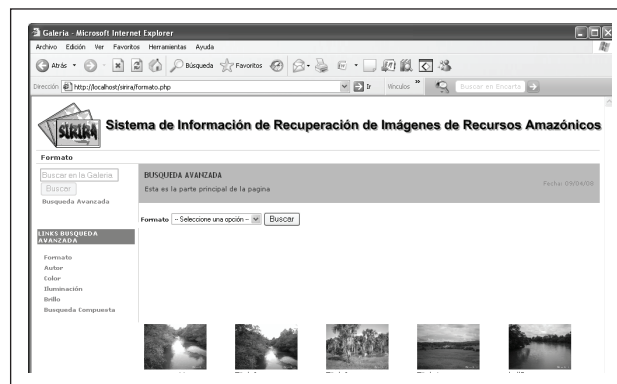 Galeria - Microsoft Internet Explorer
Archivo Edición Ver Favoritos Herramientas Ayuda
Atrás Búsqueda Favoritos
Dirección http://localhost/sirira/formato.php Ir Vínculos Buscar en Encarta
SIRIRA
Sistema de Información de Recuperación de Imágenes de Recursos Amazónicos
Formato
Buscar en la Galeria
Buscar
Busqueda Avanzada
BUSQUEDA AVANZADA
Esta es la parte principal de la pagina
Fecha: 09/04/08
Formato -- Seleccione una opción -- Buscar
LINKS BUSQUEDA
AVANZADA
Formato
Autor
Color
Iluminación
Brillo
Busqueda Compuesta